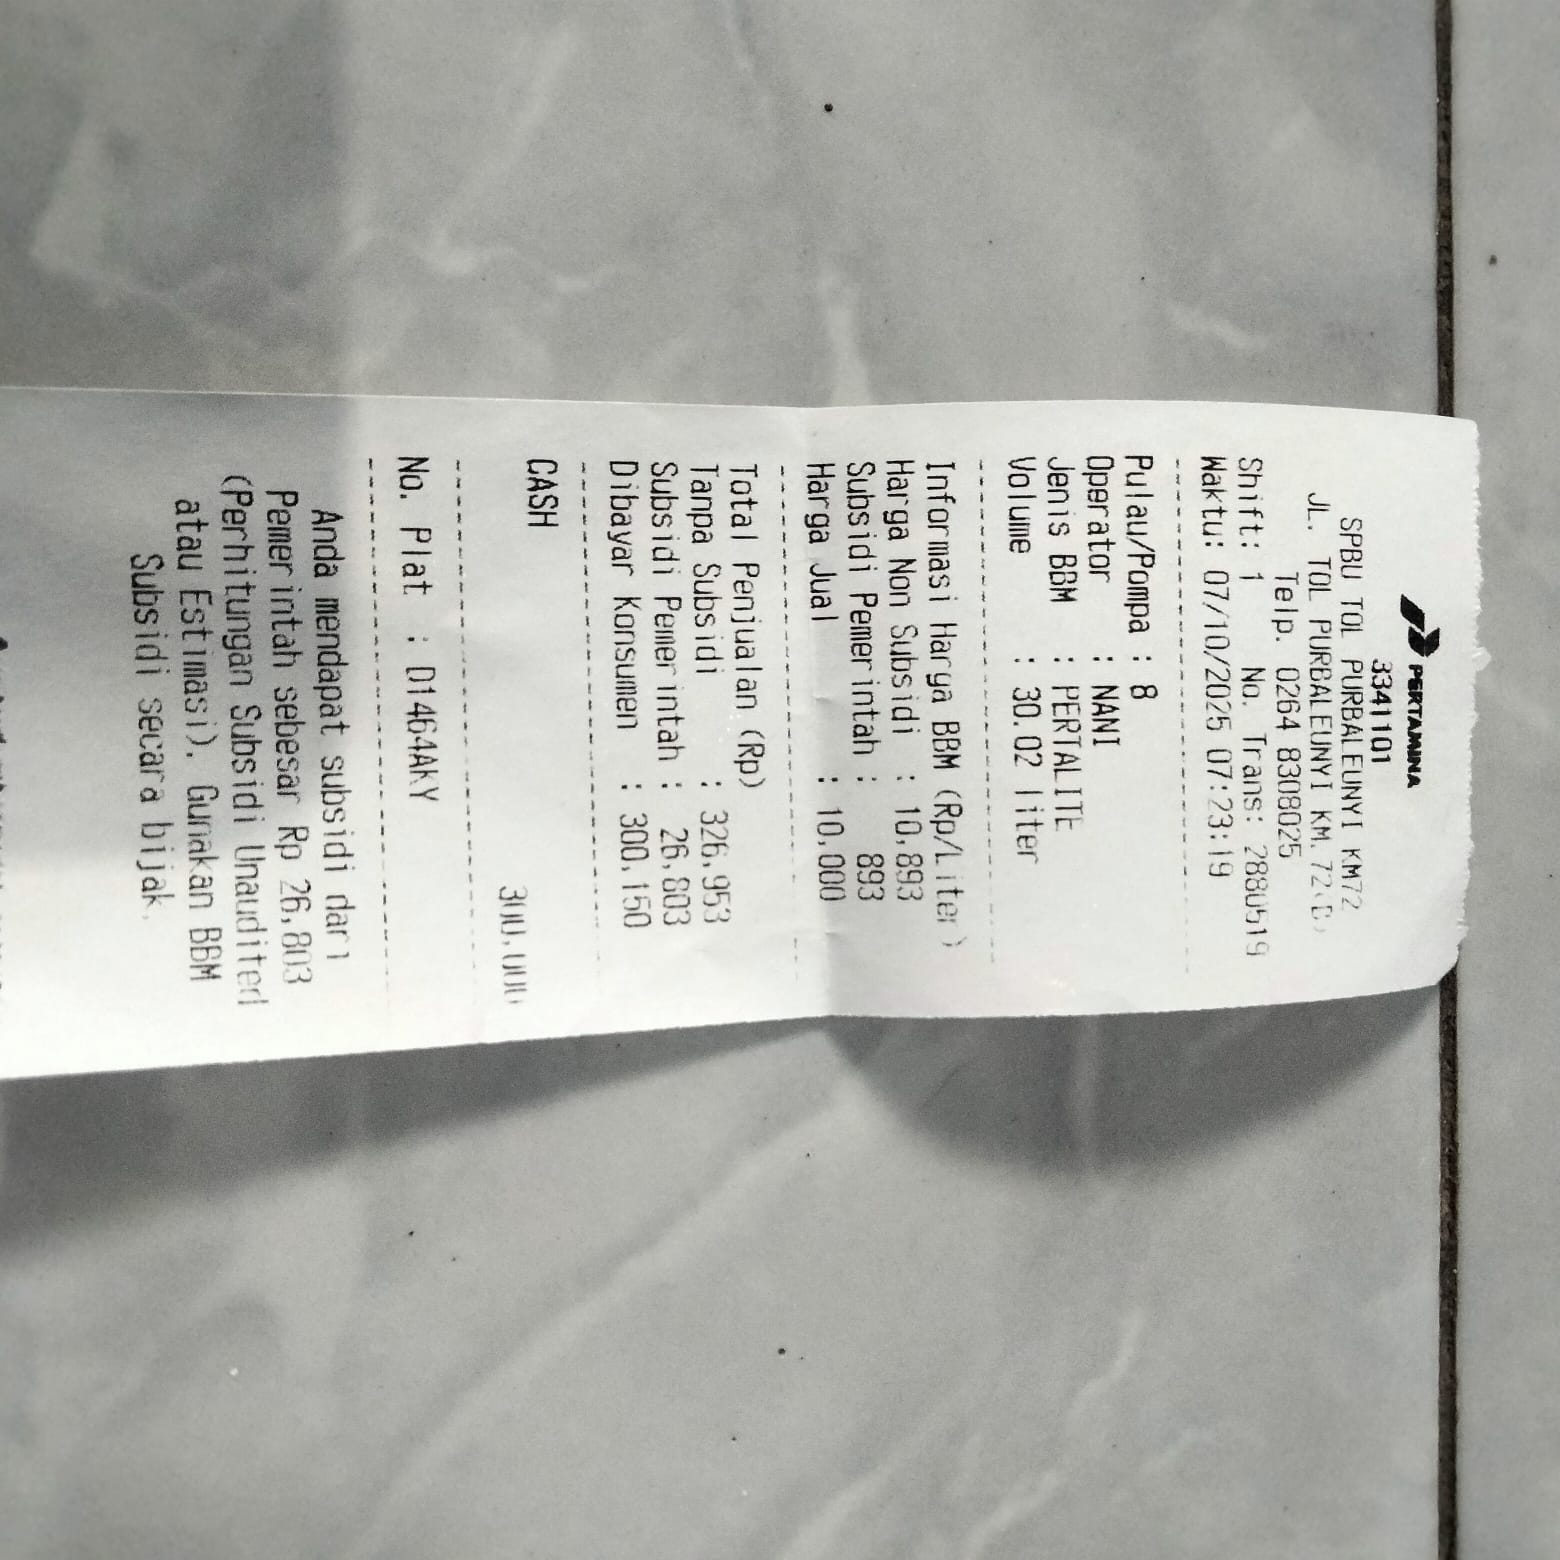 PERTAMINA
3341101
SPBU TOL PURBALEUNYI KM72
JL. TOL PURBALEUNYI KM.72
Telp. 0264 8308025
Shift: 1 No. Trans: 2880519
Waktu: 07/10/2025 07:23:19
Pulau/Pompa : 8
Operator : NANI
Jenis BBM : PERTALITE
Volume : 30.02 liter
Informasi Harga BBM (Rp/Liter)
Harga Non Subsidi : 10,893
Subsidi Pemerintah : 893
Harga Jual : 10,000
Total Penjualan (Rp)
Tanpa Subsidi : 326,953
Subsidi Pemerintah : 26,803
Dibayar Konsumen : 300,150
CASH
300,000
No. Plat : D1464AKY
Anda mendapat subsidi dari
Pemerintah sebesar Rp 26,803
(Perhitungan Subsidi Unaudited
atau Estimasi). Gunakan BBM
Subsidi secara bijak.